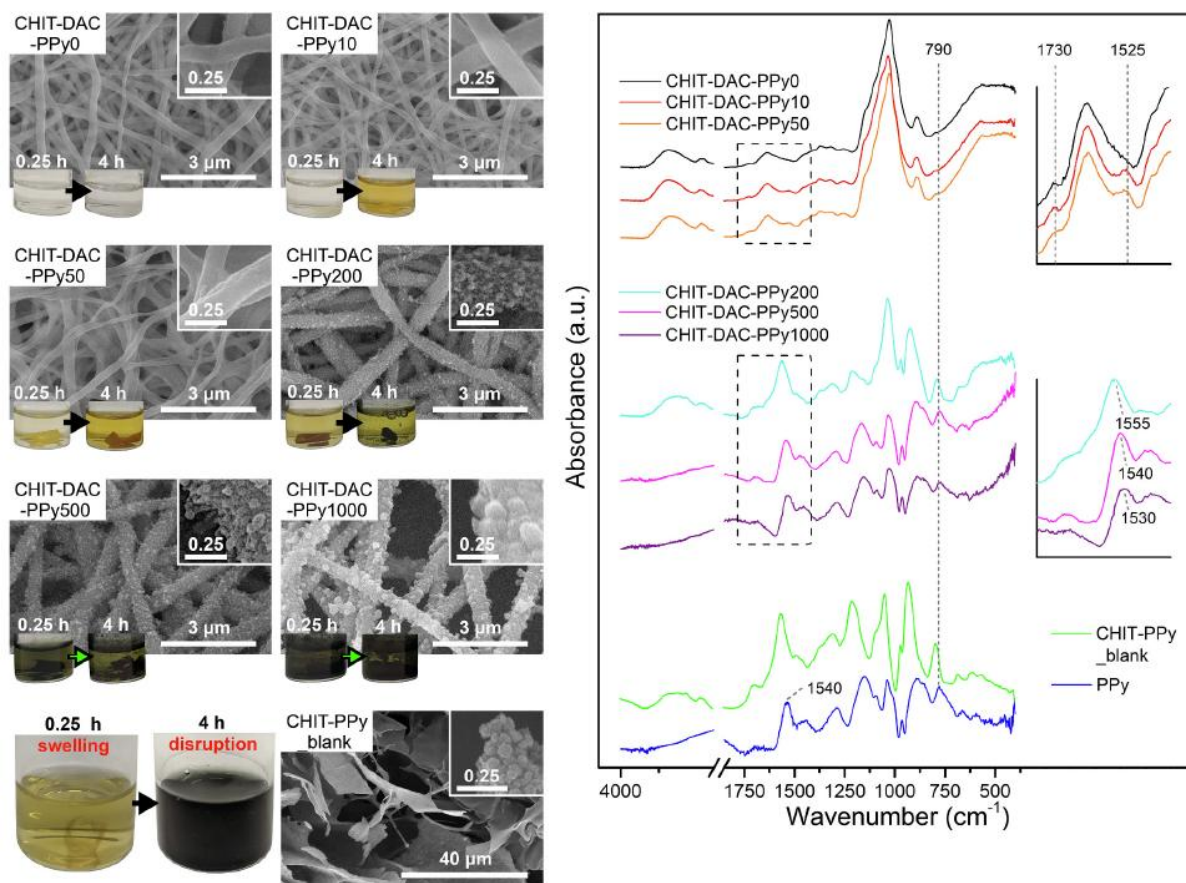 CHIT-DAC
-PPy0
0.25
0.25 h
4 h
3 µm
CHIT-DAC
-PPy10
0.25
0.25 h
4 h
3 µm
CHIT-DAC
-PPy50
0.25
0.25 h
4 h
3 µm
CHIT-DAC
-PPy200
0.25
0.25 h
4 h
3 µm
CHIT-DAC
-PPy500
0.25
0.25 h
4 h
3 µm
CHIT-DAC
-PPy1000
0.25
0.25 h
4 h
3 µm
0.25 h
swelling
4 h
disruption
CHIT-PPy
_blank
0.25
40 µm
Absorbance (a.u.)
CHIT-DAC-PPy0
CHIT-DAC-PPy10
CHIT-DAC-PPy50
790
1730
1525
CHIT-DAC-PPy200
CHIT-DAC-PPy500
CHIT-DAC-PPy1000
1555
1540
1530
CHIT-PPy
_blank
PPy
1540
4000
1750
1500
1250
1000
750
500
Wavenumber (cm⁻¹)